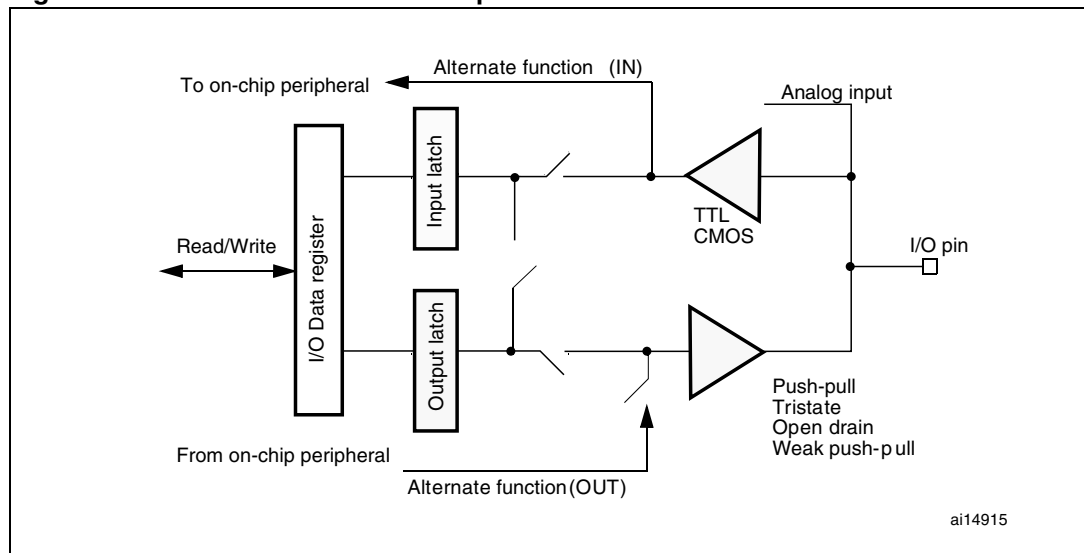 Alternate function (IN)
To on-chip peripheral
Analog input
Input latch
TTL
CMOS
I/O pin
Read/Write
I/O Data register
Output latch
Push-pull
Tristate
Open drain
Weak push-pull
From on-chip peripheral
Alternate function(OUT)
ai14915